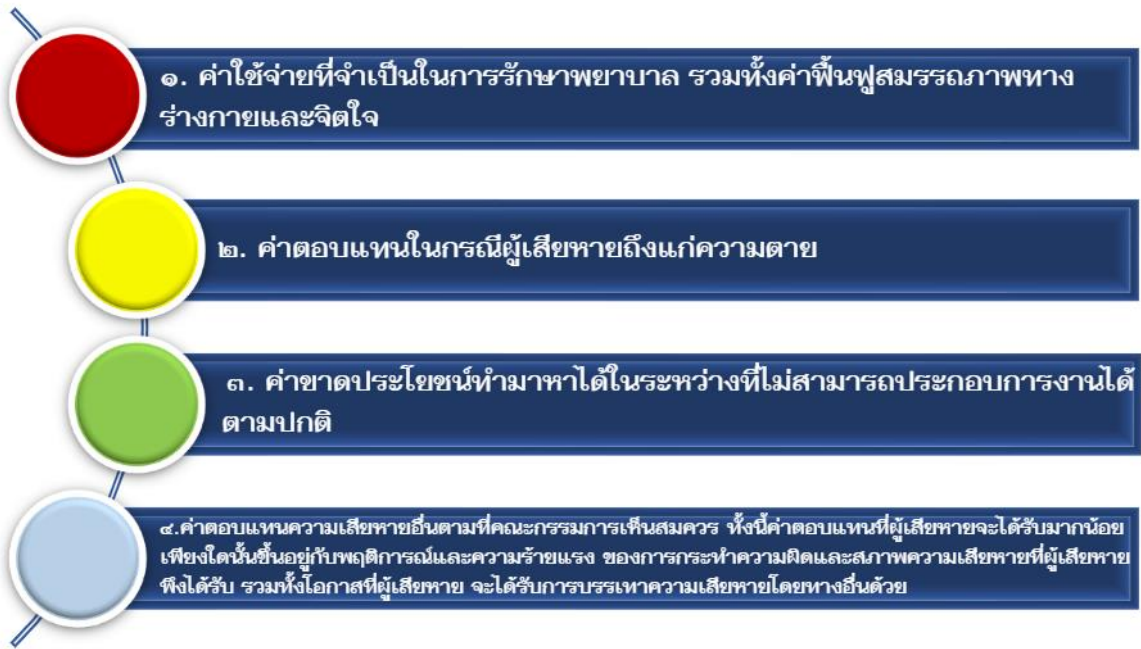 ๑. ค่าใช้จ่ายที่จำเป็นในการรักษาพยาบาล รวมทั้งค่าฟื้นฟูสมรรถภาพทาง
ร่างกายและจิตใจ
๒. ค่าตอบแทนในกรณีผู้เสียหายถึงแก่ความตาย
๓. ค่าขาดประโยชน์ทำมาหาได้ในระหว่างที่ไม่สามารถประกอบการงานได้
ตามปกติ
๔.ค่าตอบแทนความเสียหายอื่นตามที่คณะกรรมการเห็นสมควร ทั้งนี้ค่าตอบแทนที่ผู้เสียหายจะได้รับมากน้อย
เพียงใดนั้นขึ้นอยู่กับพฤติการณ์และความร้ายแรง ของการกระทำความผิดและสภาพความเสียหายที่ผู้เสียหาย
พึงได้รับ รวมทั้งโอกาสที่ผู้เสียหาย จะได้รับการบรรเทาความเสียหายโดยทางอื่นด้วย